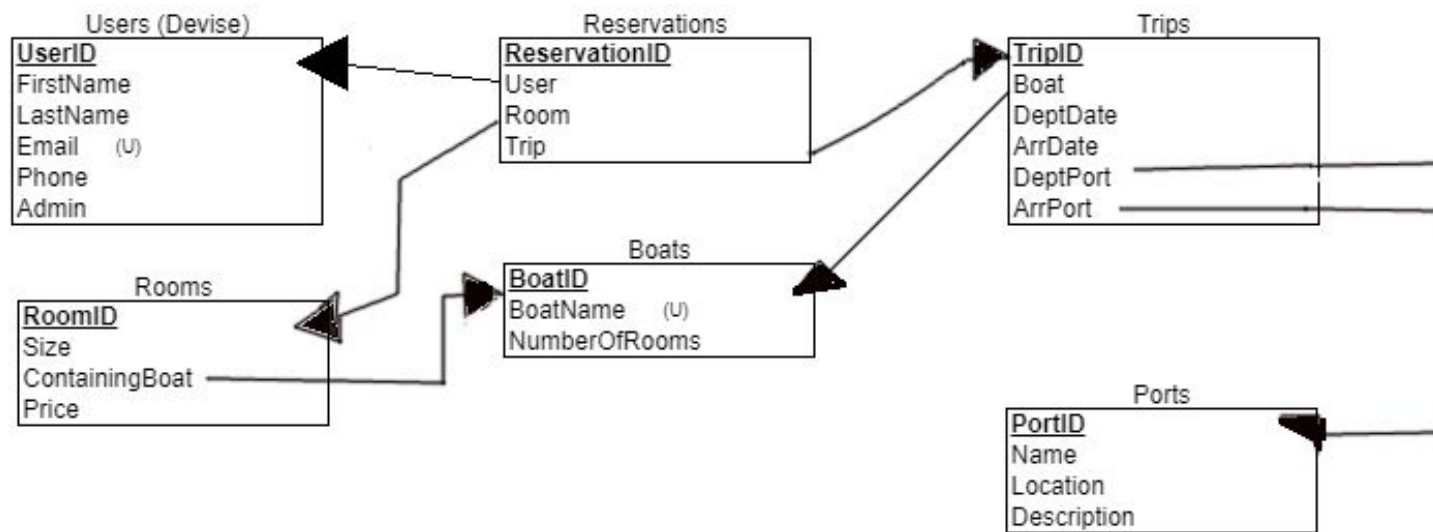 Users (Devise)
UserID
FirstName
LastName
Email (U)
Phone
Admin
Reservations
ReservationID
User
Room
Trip
Trips
TripID
Boat
DeptDate
ArrDate
DeptPort
ArrPort
Rooms
RoomID
Size
ContainingBoat
Price
Boats
BoatID
BoatName (U)
NumberOfRooms
Ports
PortID
Name
Location
Description